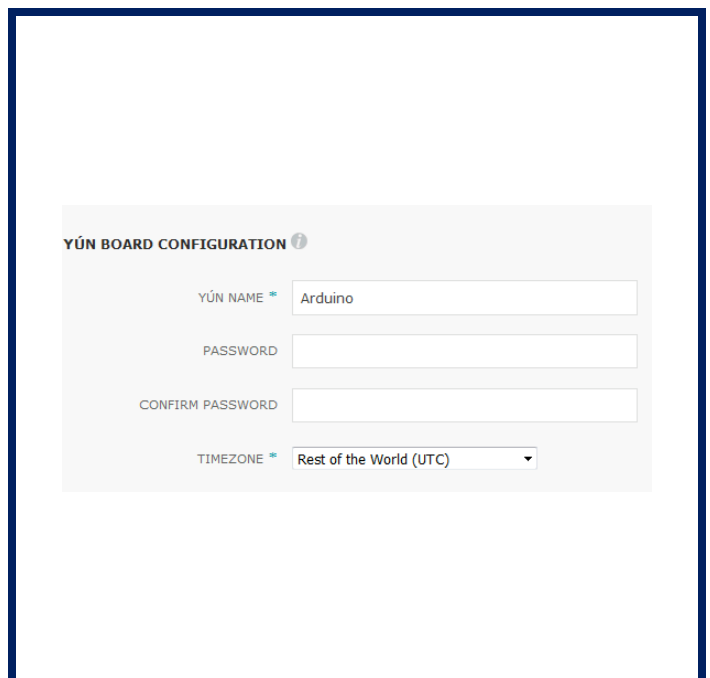 YÚN BOARD CONFIGURATION i
YÚN NAME * Arduino
PASSWORD
CONFIRM PASSWORD
TIMEZONE * Rest of the World (UTC)